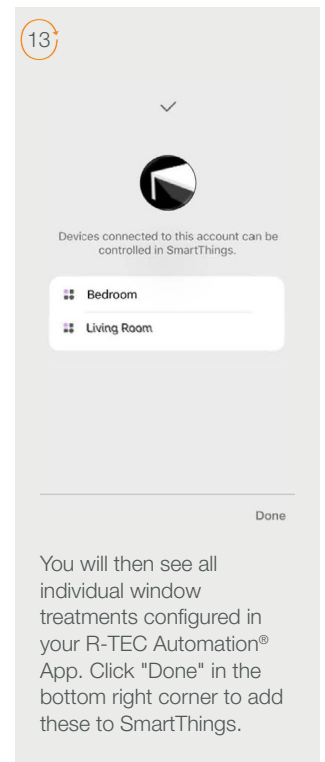 13
Devices connected to this account can be
controlled in SmartThings.
Bedroom
Living Room
Done
You will then see all
individual window
treatments configured in
your R-TEC Automation®
App. Click "Done" in the
bottom right corner to add
these to SmartThings.